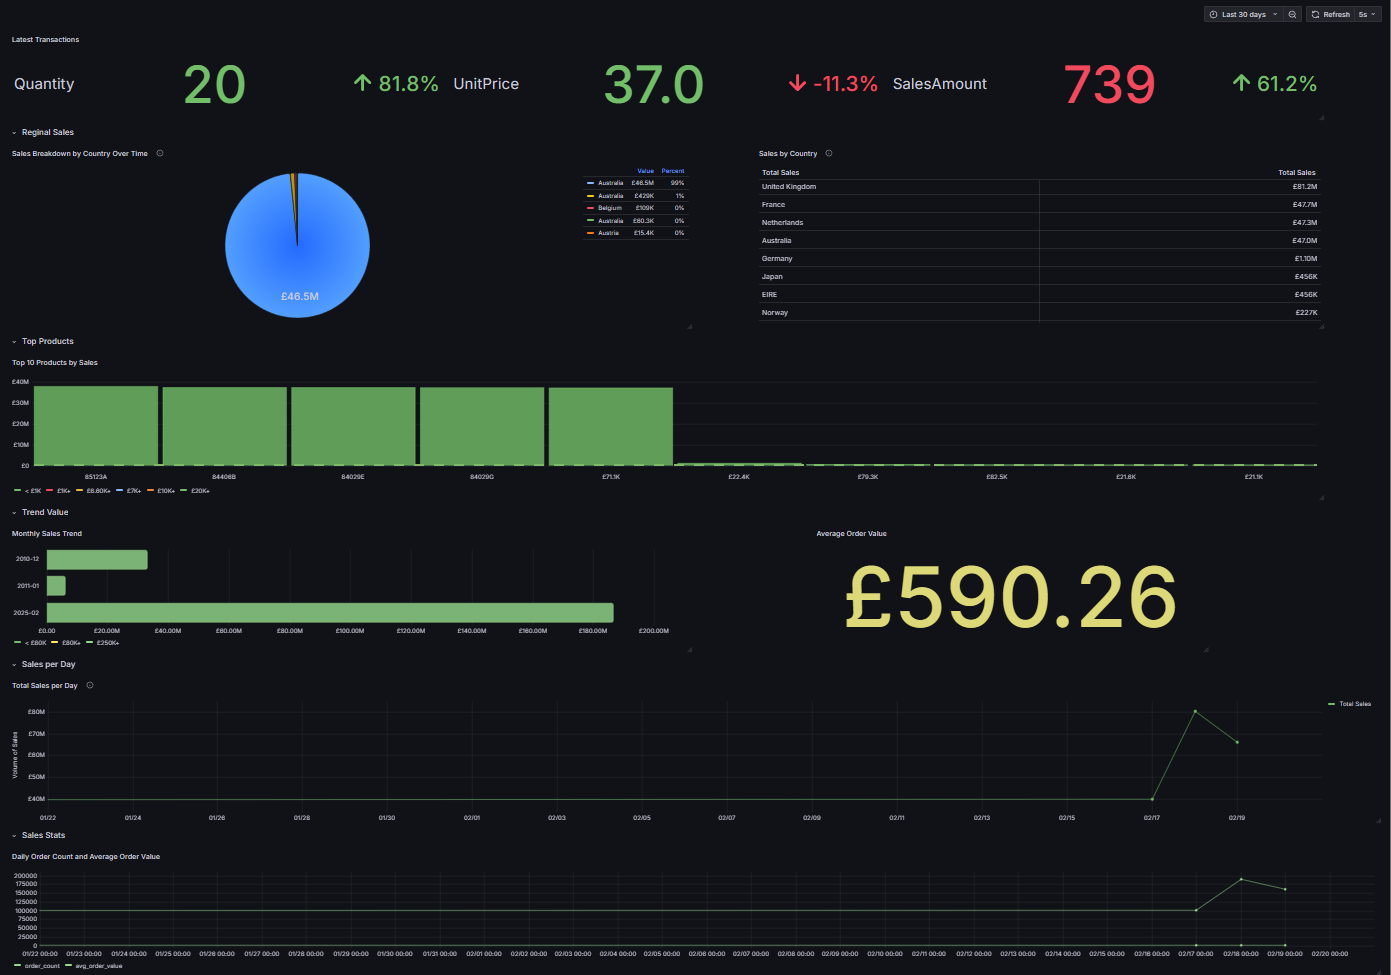 Last 30 days
Refresh 5s
Latest Transactions
Quantity 20 81.8% UnitPrice 37.0 -11.3% SalesAmount 739 61.2%
Reginal Sales
Sales Breakdown by Country Over Time
Value Percent
Australia £46.5M 99%
Australia £429K 1%
Belgium £109K 0%
Australia £60.3K 0%
Austria £15.4K 0%
£46.5M
Sales by Country
Total Sales Total Sales
United Kingdom £81.2M
France £47.7M
Netherlands £47.3M
Australia £47.0M
Germany £1.10M
Japan £456K
EIRE £456K
Norway £227K
Top Products
Top 10 Products by Sales
£40M
£30M
£20M
£10M
£0
85123A 84406B 84029E 84029G £71.1K £22.4K £79.3K £82.5K £21.6K £21.1K
< £1K £1K+ £6.60K+ £7K+ £10K+ £20K+
Trend Value
Monthly Sales Trend
2010-12
2011-01
2025-02
£0.00 £20.00M £40.00M £60.00M £80.00M £100.00M £120.00M £140.00M £160.00M £180.00M £200.00M
< £80K £80K+ £250K+
Average Order Value
£590.26
Sales per Day
Total Sales per Day
Total Sales
Volume of Sales
£80M
£70M
£60M
£50M
£40M
01/22 01/24 01/26 01/28 01/30 02/01 02/03 02/05 02/07 02/09 02/11 02/13 02/15 02/17 02/19
Sales Stats
Daily Order Count and Average Order Value
200000
175000
150000
125000
100000
75000
50000
25000
0
01/22 00:00 01/23 00:00 01/24 00:00 01/25 00:00 01/26 00:00 01/27 00:00 01/28 00:00 01/29 00:00 01/30 00:00 01/31 00:00 02/01 00:00 02/02 00:00 02/03 00:00 02/04 00:00 02/05 00:00 02/06 00:00 02/07 00:00 02/08 00:00 02/09 00:00 02/10 00:00 02/11 00:00 02/12 00:00 02/13 00:00 02/14 00:00 02/15 00:00 02/16 00:00 02/17 00:00 02/18 00:00 02/19 00:00 02/20 00:00
order_count avg_order_value